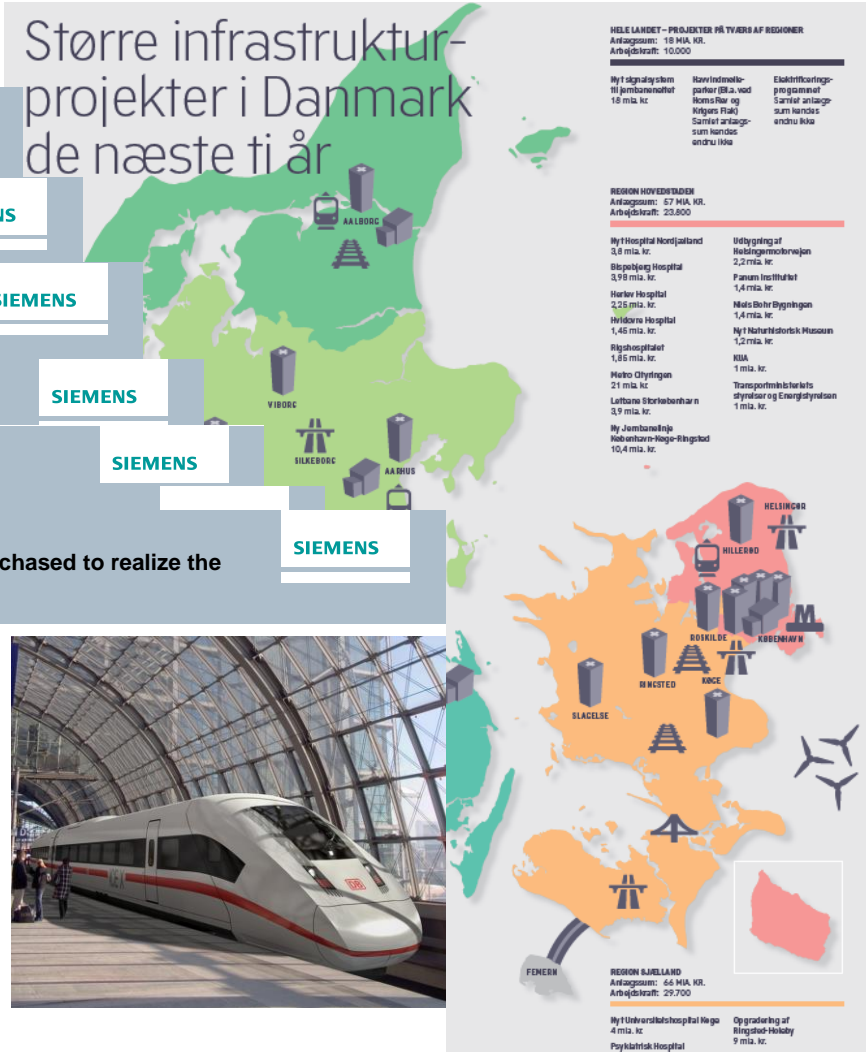 Større infrastruktur-
projekter i Danmark
de næste ti år
NS
SIEMENS
SIEMENS
SIEMENS
SIEMENS
chased to realize the
AALBORG
VIBORG
SILKEBORG
AARHUS
HELE LANDET – PROJEKTER PÅ TVÆRS AF REGIONER
Anlægssum: 18 MIA. KR.
Arbejdskraft: 10.000
Nyt signalsystem
til jernbanenettet
18 mia. kr.
Havvindmølle-
parker (Bl.a. ved
Horns Rev og
Krigers Flak)
Samlet anlægs-
sum kendes
endnu ikke
Elektrificerings-
programmet
Samlet anlægs-
sum kendes
endnu ikke
REGION HOVEDSTADEN
Anlægssum: 57 MIA. KR.
Arbejdskraft: 23.800
Nyt Hospital Nordjælland
3,8 mia. kr.
Bispebjerg Hospital
3,98 mia. kr.
Herlev Hospital
2,25 mia. kr.
Hvidovre Hospital
1,45 mia. kr.
Rigshospitalet
1,85 mia. kr.
Metro Cityringen
21 mia. kr.
Letbane Storkøbenhavn
3,9 mia. kr.
Ny Jernbanelinje
København-Køge-Ringsted
10,4 mia. kr.
Udbygning af
Helsingørmotorvejen
2,2 mia. kr.
Panum Instituttet
1,4 mia. kr.
Niels Bohr Bygningen
1,4 mia. kr.
Nyt Naturhistorisk Museum
1,2 mia. kr.
KUA
1 mia. kr.
Transportministeriets
styrelser og Energistyrelsen
1 mia. kr.
HELSINGØR
HILLERØD
ROSKILDE
KØBENHAVN
M
RINGSTED
KØGE
SLAGELSE
FEMERN
ICE
DB
REGION SJÆLLAND
Anlægssum: 66 MIA. KR.
Arbejdskraft: 29.700
Nyt Universitetshospital Køge
4 mia. kr.
Psykiatrisk Hospital
Opgradering af
Ringsted-Holeby
9 mia. kr.